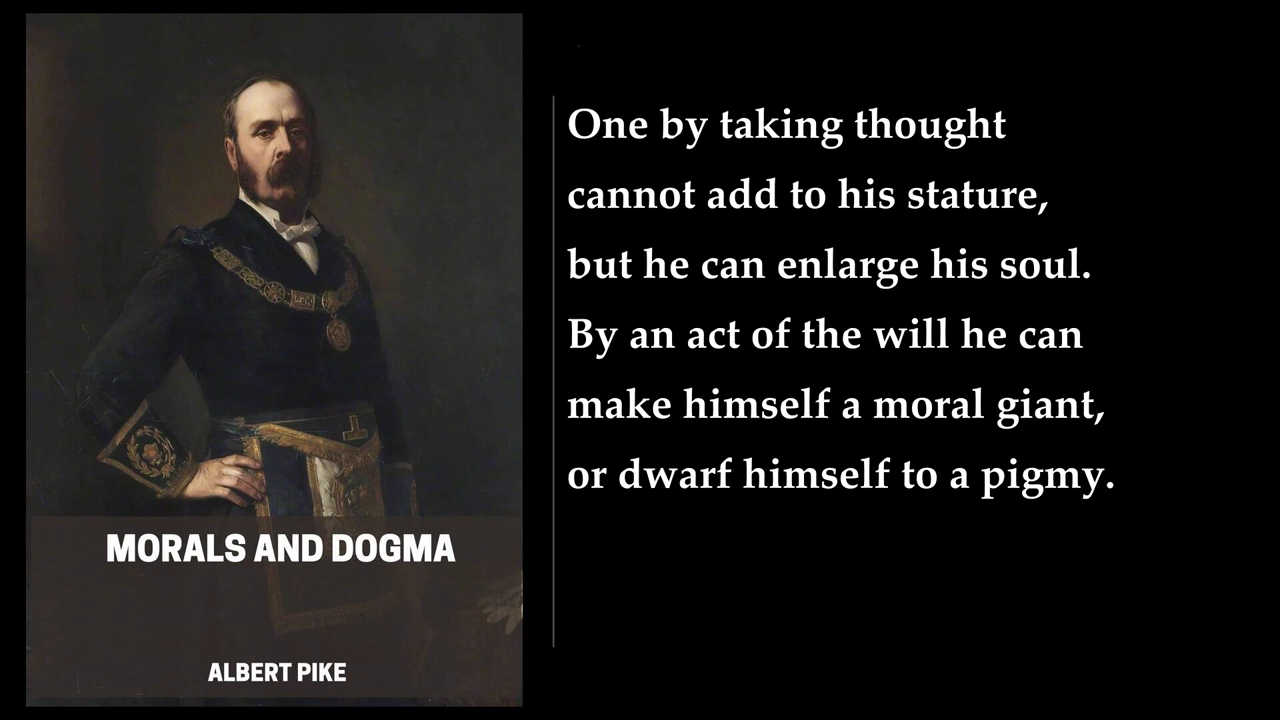 MORALS AND DOGMA
ALBERT PIKE
One by taking thought
cannot add to his stature,
but he can enlarge his soul.
By an act of the will he can
make himself a moral giant,
or dwarf himself to a pigmy.